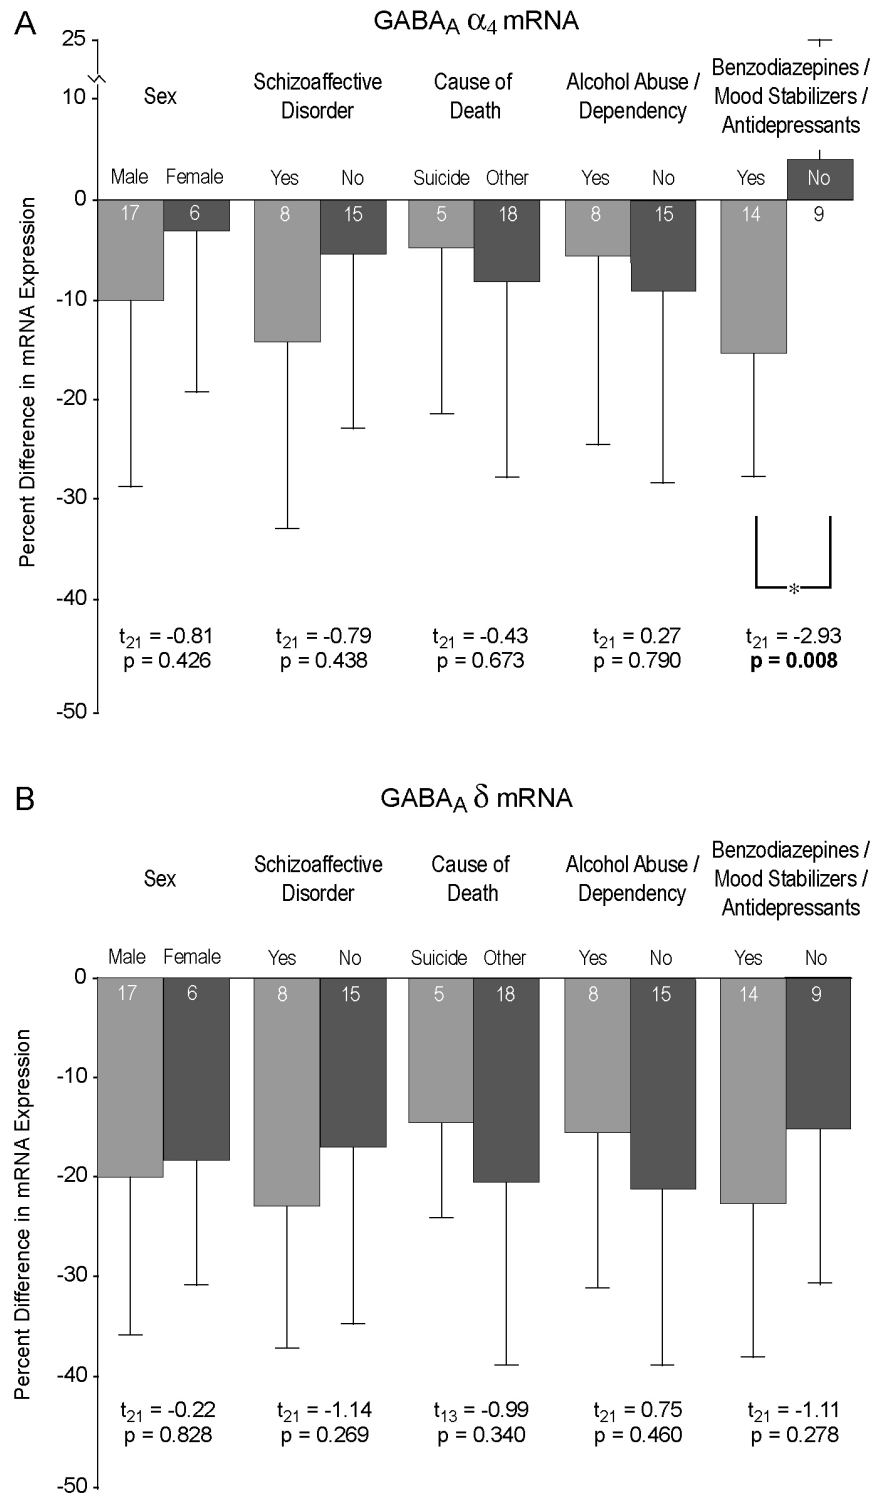 A
GABAA α4 mRNA
25
10
0
-10
-20
-30
-40
-50
Percent Difference in mRNA Expression
Sex
Schizoaffective
Disorder
Cause of
Death
Alcohol Abuse /
Dependency
Benzodiazepines /
Mood Stabilizers /
Antidepressants
Male Female Yes No Suicide Other Yes No Yes No
17 6 8 15 5 18 8 15 14 9
*
t21 = -0.81 t21 = -0.79 t21 = -0.43 t21 = 0.27 t21 = -2.93
p = 0.426 p = 0.438 p = 0.673 p = 0.790 p = 0.008
B
GABAA δ mRNA
Sex
Schizoaffective
Disorder
Cause of
Death
Alcohol Abuse /
Dependency
Benzodiazepines /
Mood Stabilizers /
Antidepressants
Male Female Yes No Suicide Other Yes No Yes No
0
-10
-20
-30
-40
-50
Percent Difference in mRNA Expression
17 6 8 15 5 18 8 15 14 9
t21 = -0.22 t21 = -1.14 t13 = -0.99 t21 = 0.75 t21 = -1.11
p = 0.828 p = 0.269 p = 0.340 p = 0.460 p = 0.278